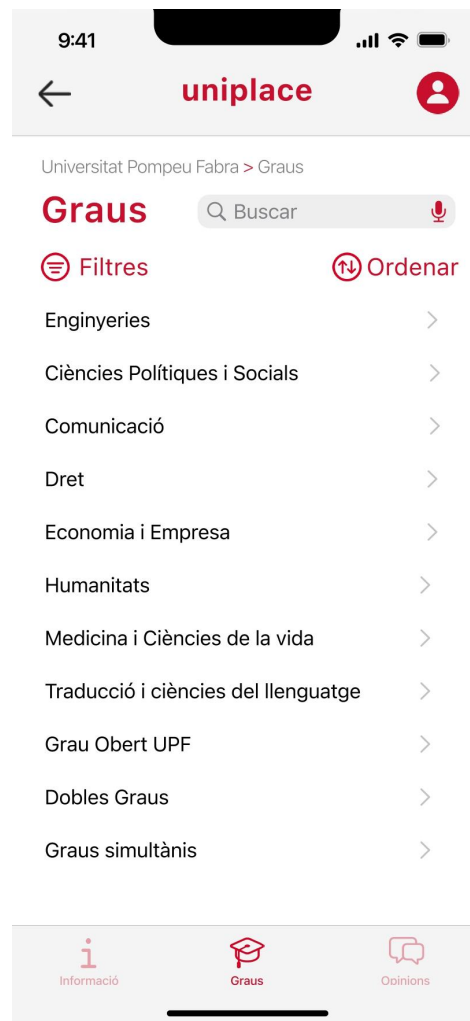 9:41
uniplace
Universitat Pompeu Fabra > Graus
Graus
Buscar
Filtres
Ordenar
Enginyeries
Ciències Polítiques i Socials
Comunicació
Dret
Economia i Empresa
Humanitats
Medicina i Ciències de la vida
Traducció i ciències del llenguatge
Grau Obert UPF
Dobles Graus
Graus simultànis
Informació
Graus
Opinions